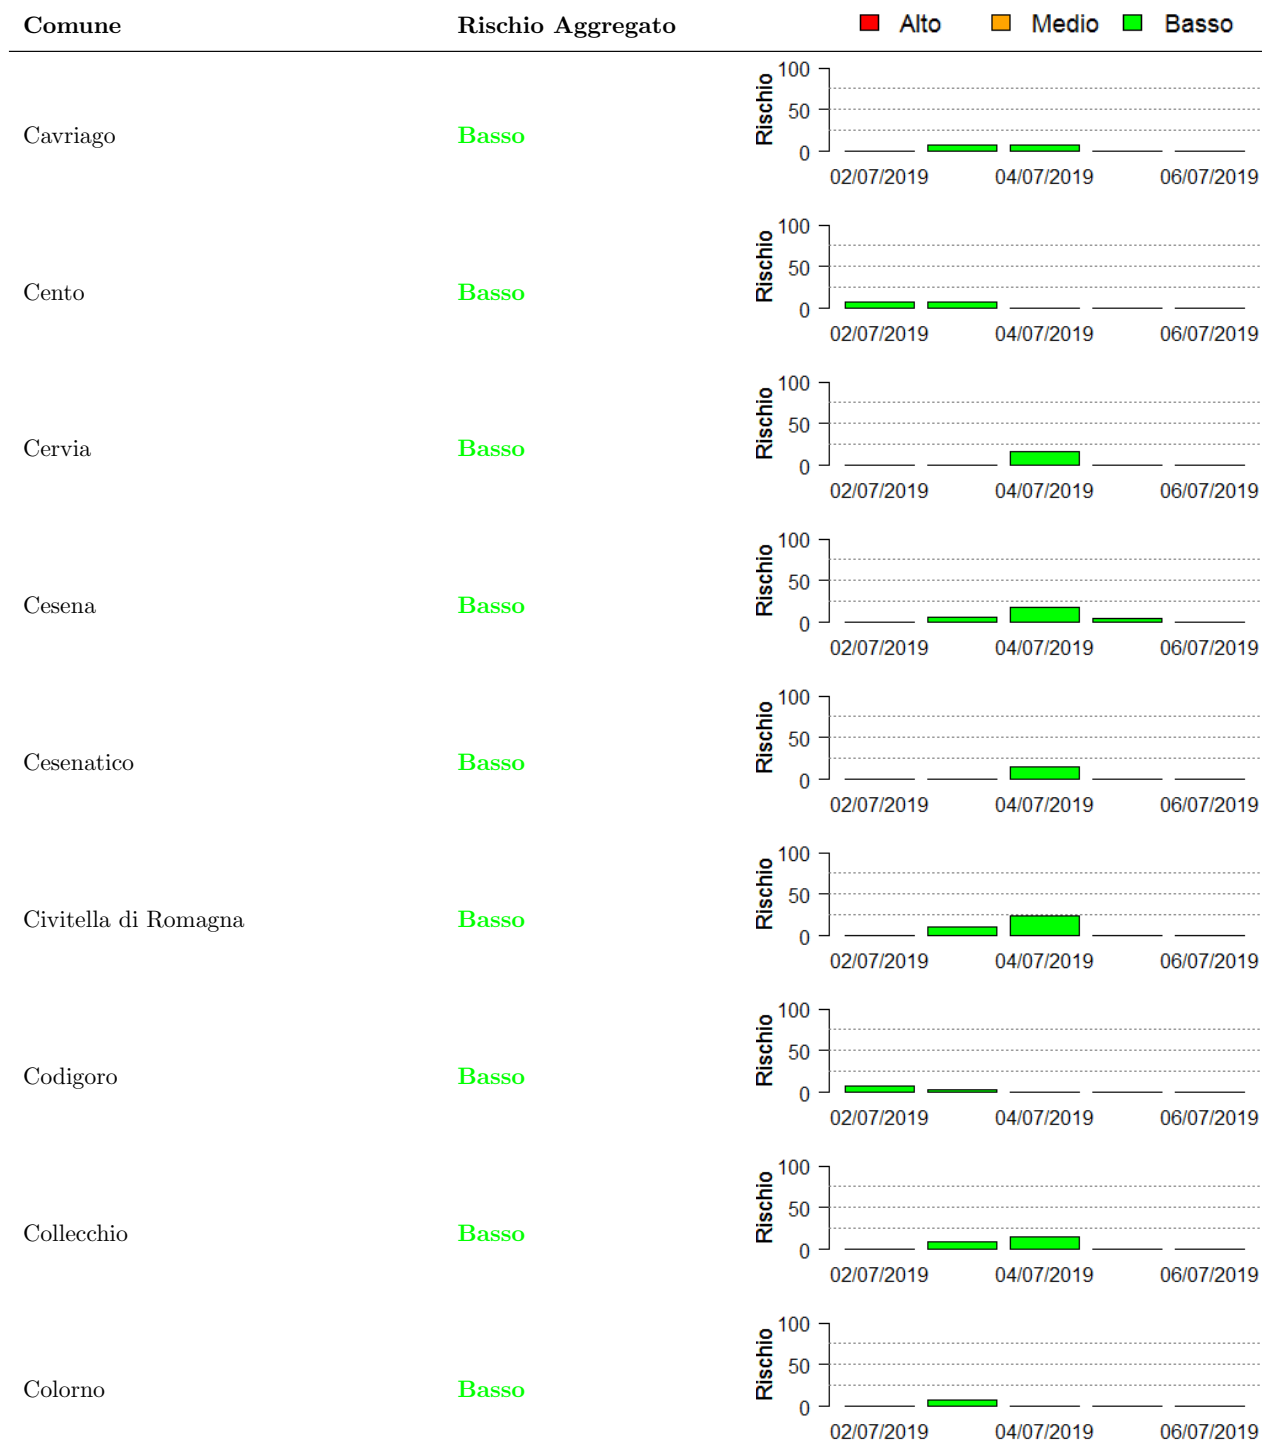 Comune Rischio Aggregato Alto Medio Basso
100
50
0
Rischio
Cavriago Basso
02/07/2019 04/07/2019 06/07/2019
100
50
0
Rischio
Cento Basso
02/07/2019 04/07/2019 06/07/2019
100
50
0
Rischio
Cervia Basso
02/07/2019 04/07/2019 06/07/2019
100
50
0
Rischio
Cesena Basso
02/07/2019 04/07/2019 06/07/2019
100
50
0
Rischio
Cesenatico Basso
02/07/2019 04/07/2019 06/07/2019
100
50
0
Rischio
Civitella di Romagna Basso
02/07/2019 04/07/2019 06/07/2019
100
50
0
Rischio
Codigoro Basso
02/07/2019 04/07/2019 06/07/2019
100
50
0
Rischio
Collecchio Basso
02/07/2019 04/07/2019 06/07/2019
100
50
0
Rischio
Colorno Basso
02/07/2019 04/07/2019 06/07/2019